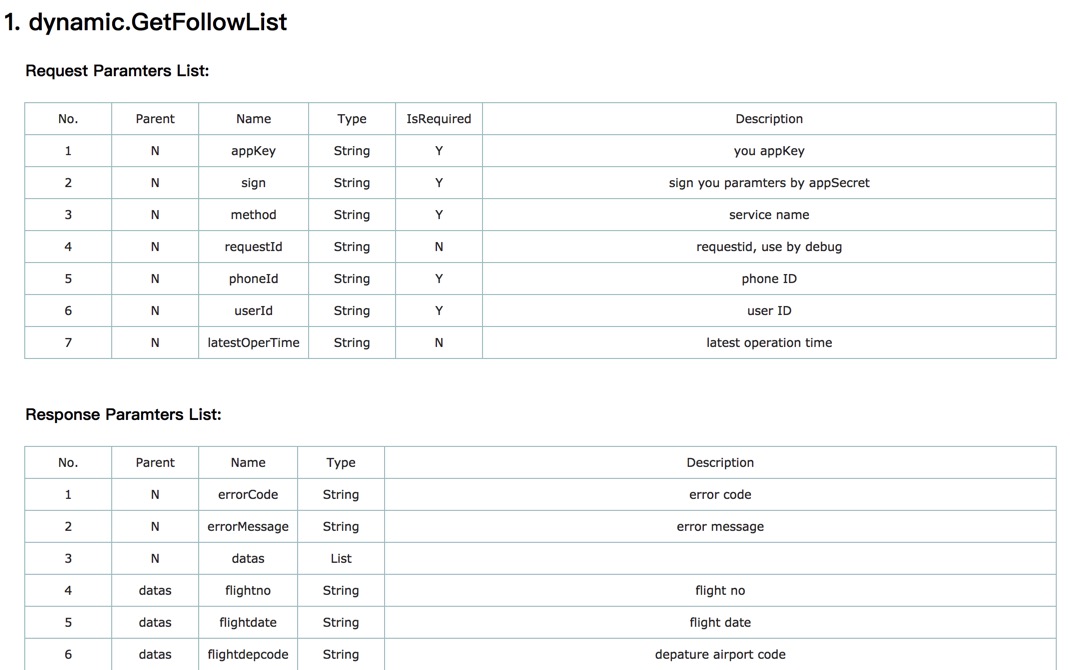 1. dynamic.GetFollowList
Request Paramters List:
No. Parent Name Type IsRequired Description
1 N appKey String Y you appKey
2 N sign String Y sign you paramters by appSecret
3 N method String Y service name
4 N requestId String N requestid, use by debug
5 N phoneId String Y phone ID
6 N userId String Y user ID
7 N latestOperTime String N latest operation time
Response Paramters List:
No. Parent Name Type Description
1 N errorCode String error code
2 N errorMessage String error message
3 N datas List
4 datas flightno String flight no
5 datas flightdate String flight date
6 datas flightdepcode String depature airport code